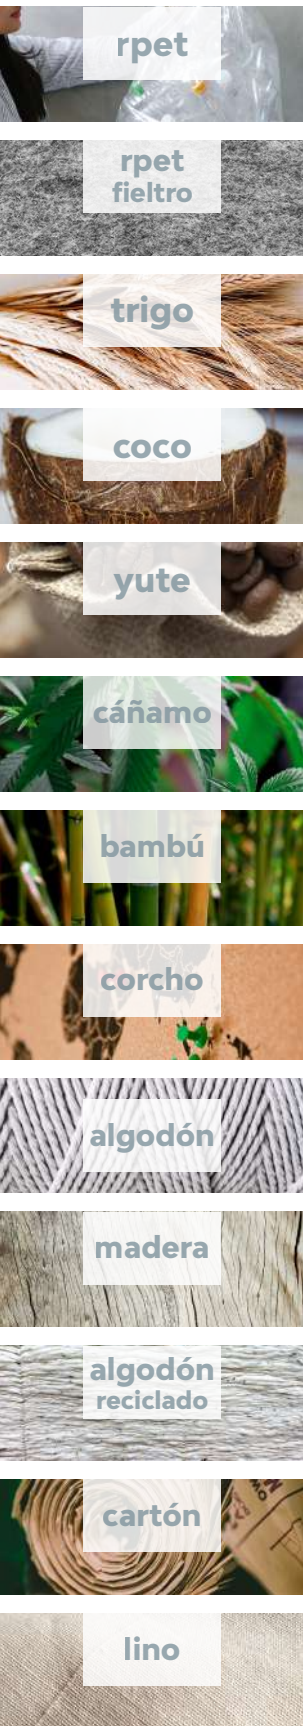 rpet
rpet
fieltro
trigo
coco
yute
cáñamo
bambú
corcho
algodón
madera
algodón
reciclado
cartón
lino